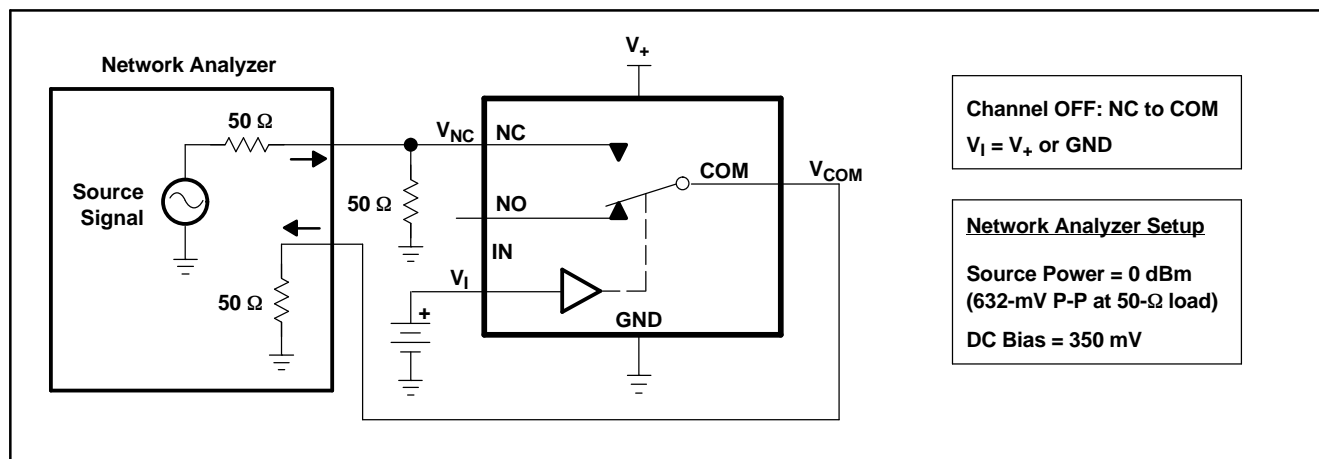 Network Analyzer
50 Ω
Source
Signal
50 Ω
50 Ω
V+
VNC
NC
NO
IN
VI
+
COM
VCOM
GND
Channel OFF: NC to COM
VI = V+ or GND
Network Analyzer Setup
Source Power = 0 dBm
(632-mV P-P at 50-Ω load)
DC Bias = 350 mV